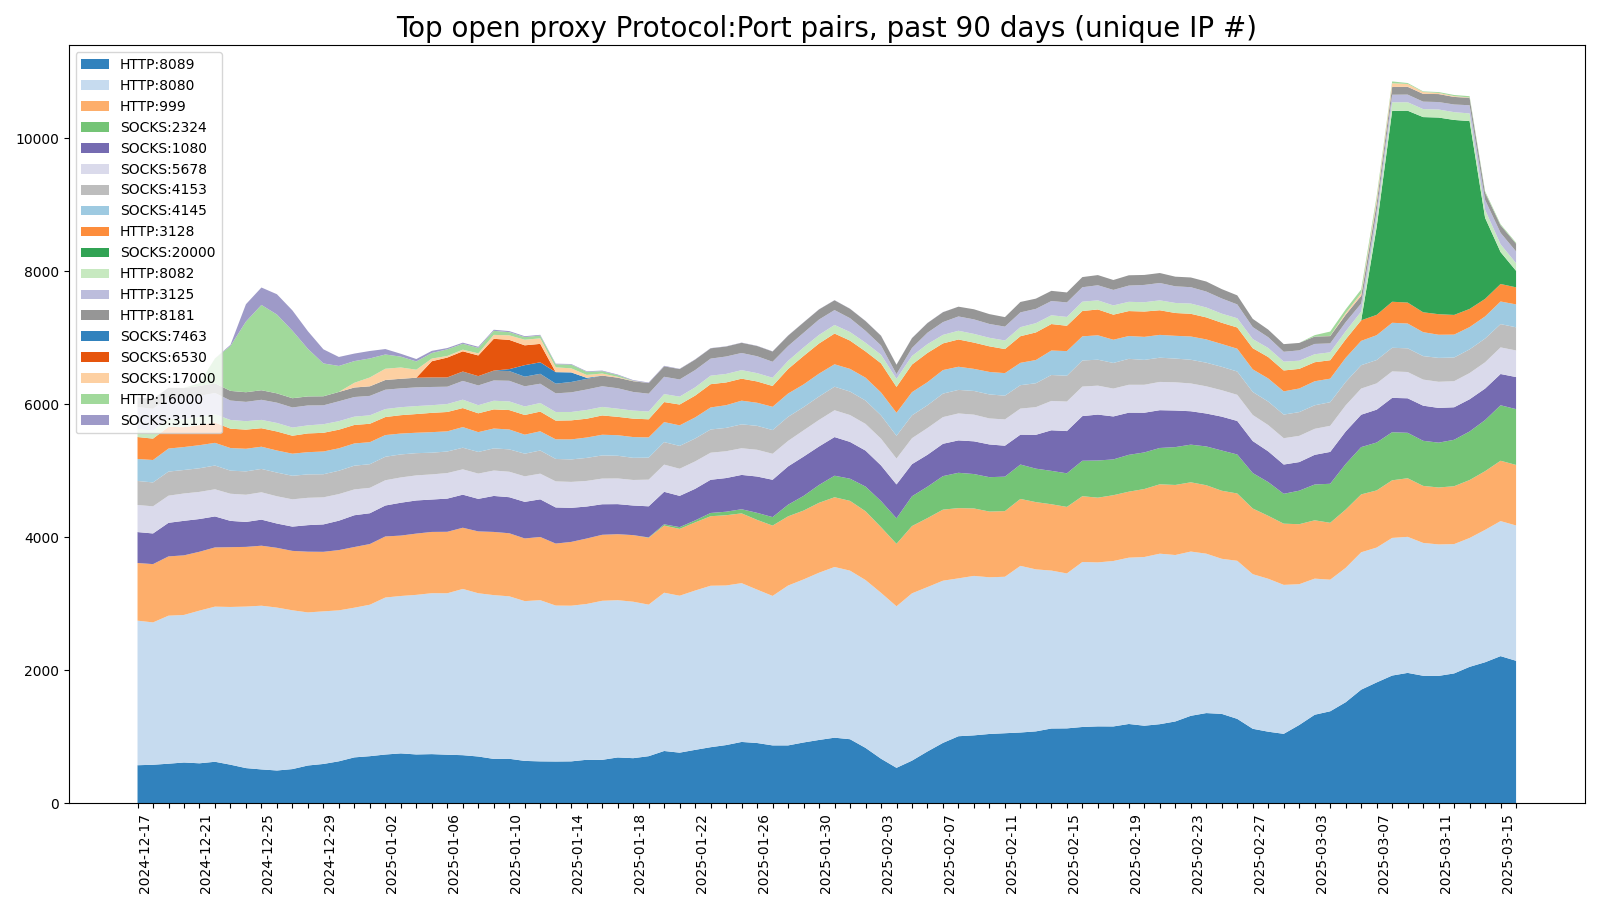 Top open proxy Protocol:Port pairs, past 90 days (unique IP #)
HTTP:8089
HTTP:8080
HTTP:999
SOCKS:2324
SOCKS:1080
SOCKS:5678
SOCKS:4153
SOCKS:4145
HTTP:3128
SOCKS:20000
HTTP:8082
HTTP:3125
HTTP:8181
SOCKS:7463
SOCKS:6530
SOCKS:17000
HTTP:16000
SOCKS:31111
10000
8000
6000
4000
2000
0
2024-12-17
2024-12-21
2024-12-25
2024-12-29
2025-01-02
2025-01-06
2025-01-10
2025-01-14
2025-01-18
2025-01-22
2025-01-26
2025-01-30
2025-02-03
2025-02-07
2025-02-11
2025-02-15
2025-02-19
2025-02-23
2025-02-27
2025-03-03
2025-03-07
2025-03-11
2025-03-15